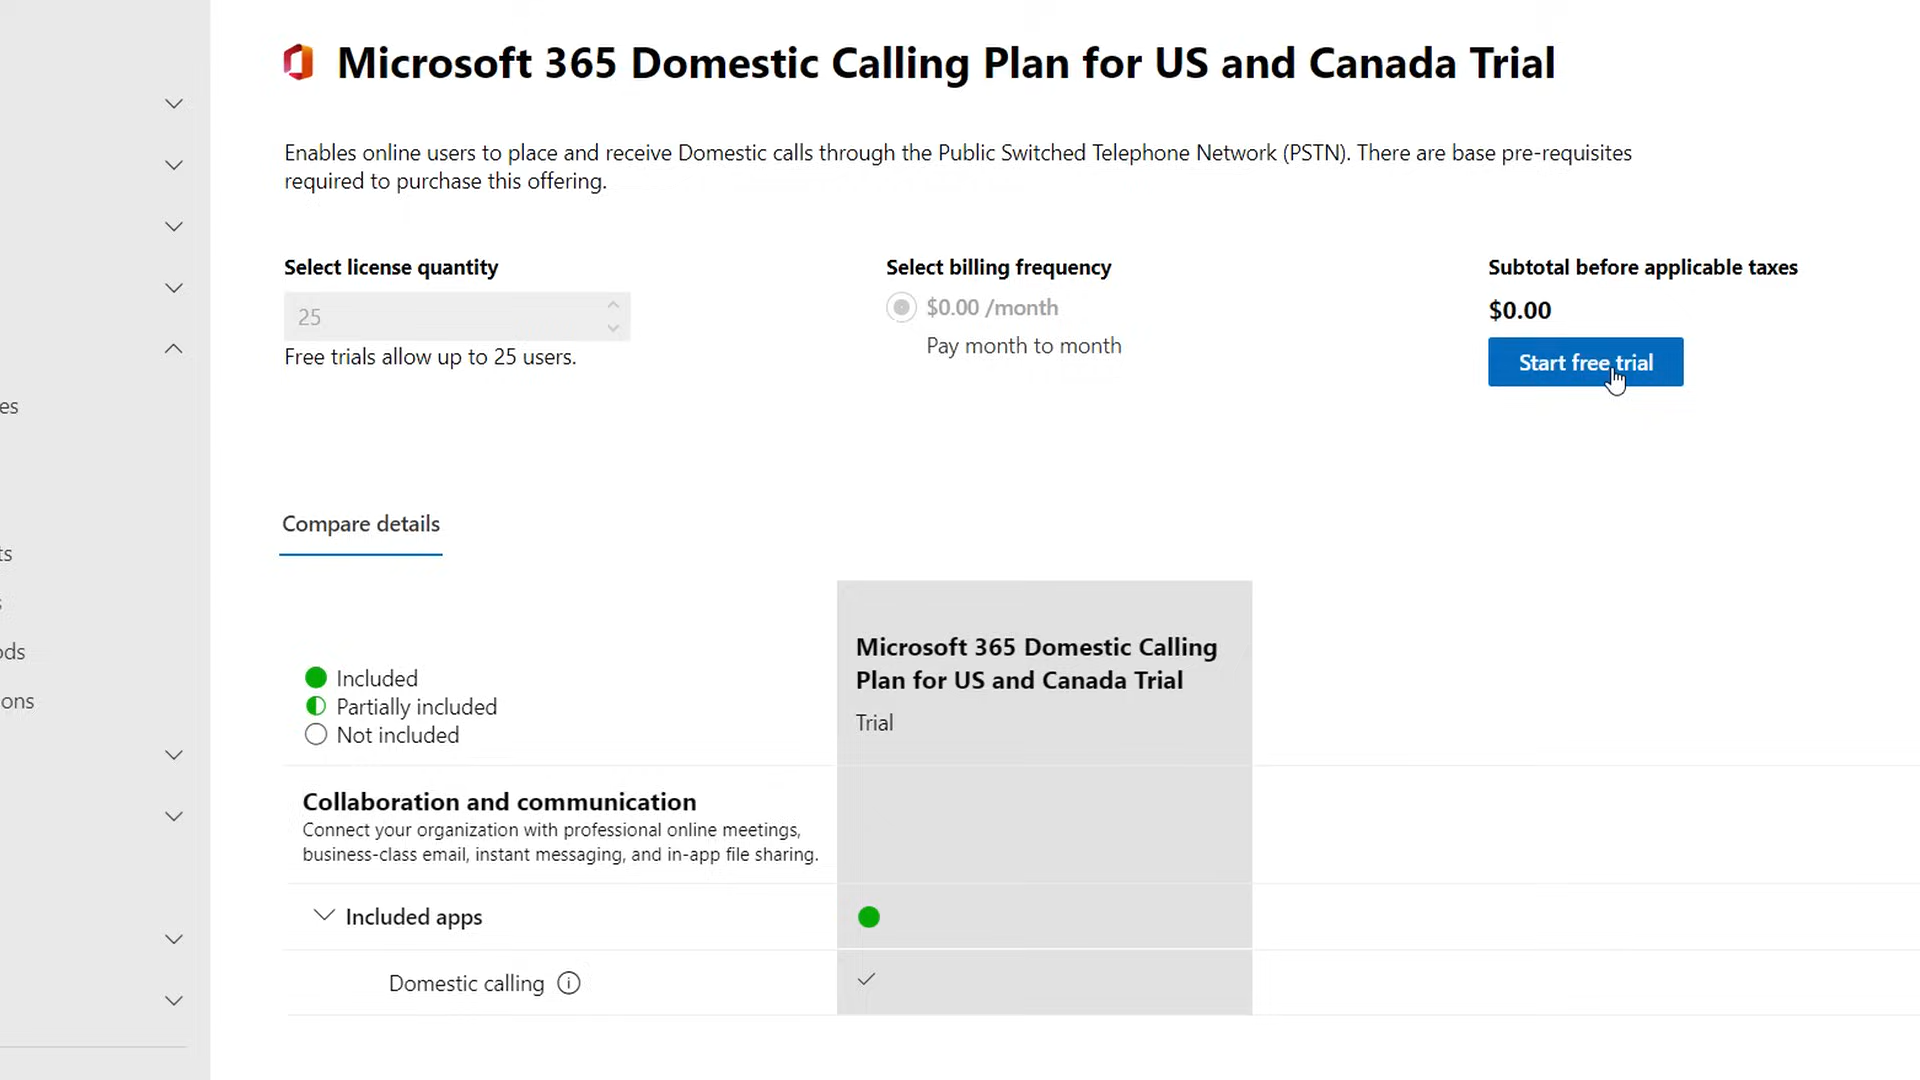 Microsoft 365 Domestic Calling Plan for US and Canada Trial
Enables online users to place and receive Domestic calls through the Public Switched Telephone Network (PSTN). There are base pre-requisites
required to purchase this offering.
Select license quantity
25
Free trials allow up to 25 users.
Select billing frequency
$0.00 /month
Pay month to month
Subtotal before applicable taxes
$0.00
Start free trial
es
ts
s
ods
ons
Compare details
Included
Partially included
Not included
Microsoft 365 Domestic Calling
Plan for US and Canada Trial
Trial
Collaboration and communication
Connect your organization with professional online meetings,
business-class email, instant messaging, and in-app file sharing.
Included apps
Domestic calling